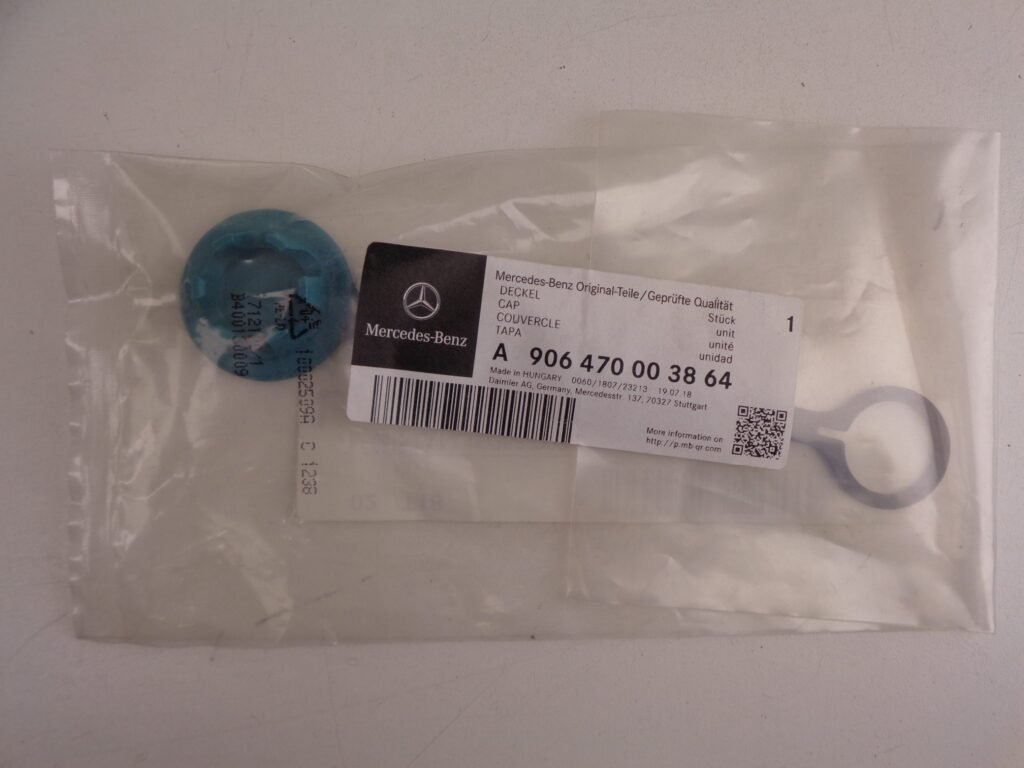 Mercedes-Benz
Mercedes-Benz Original-Teile/Geprüfte Qualität
DECKEL
CAP
COUVERCLE
TAPA
Stück
unit
unité
unidad
1
A 906 470 00 38 64
Made in HUNGARY 0060/1807/23213 19.07.18
Daimler AG, Germany, Mercedesstr. 137, 70327 Stuttgart
More information on
http://p.mb-qr.com
C 1238